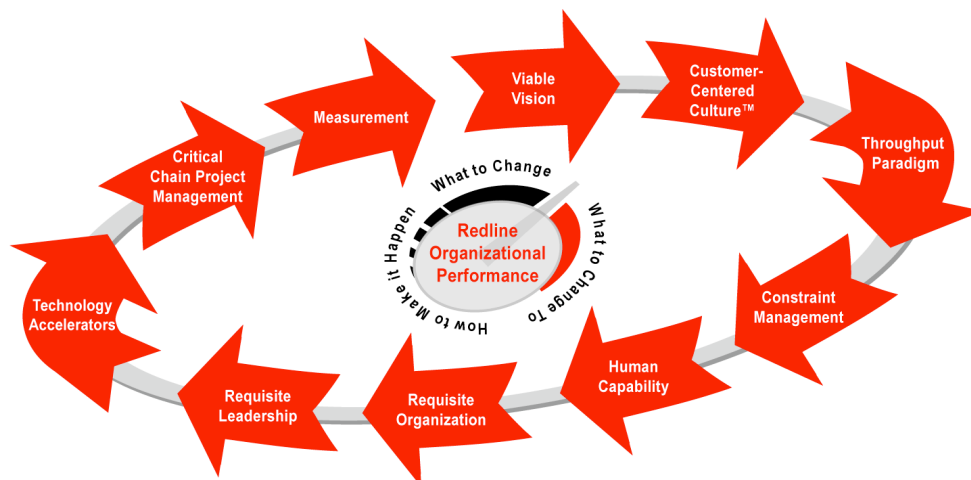 Viable
Vision
Customer-
Centered
Culture™
Throughput
Paradigm
Constraint
Management
Human
Capability
Requisite
Organization
Requisite
Leadership
Technology
Accelerators
Critical
Chain Project
Management
Measurement
What to Change
What to Change To
How to Make it Happen
Redline
Organizational
Performance